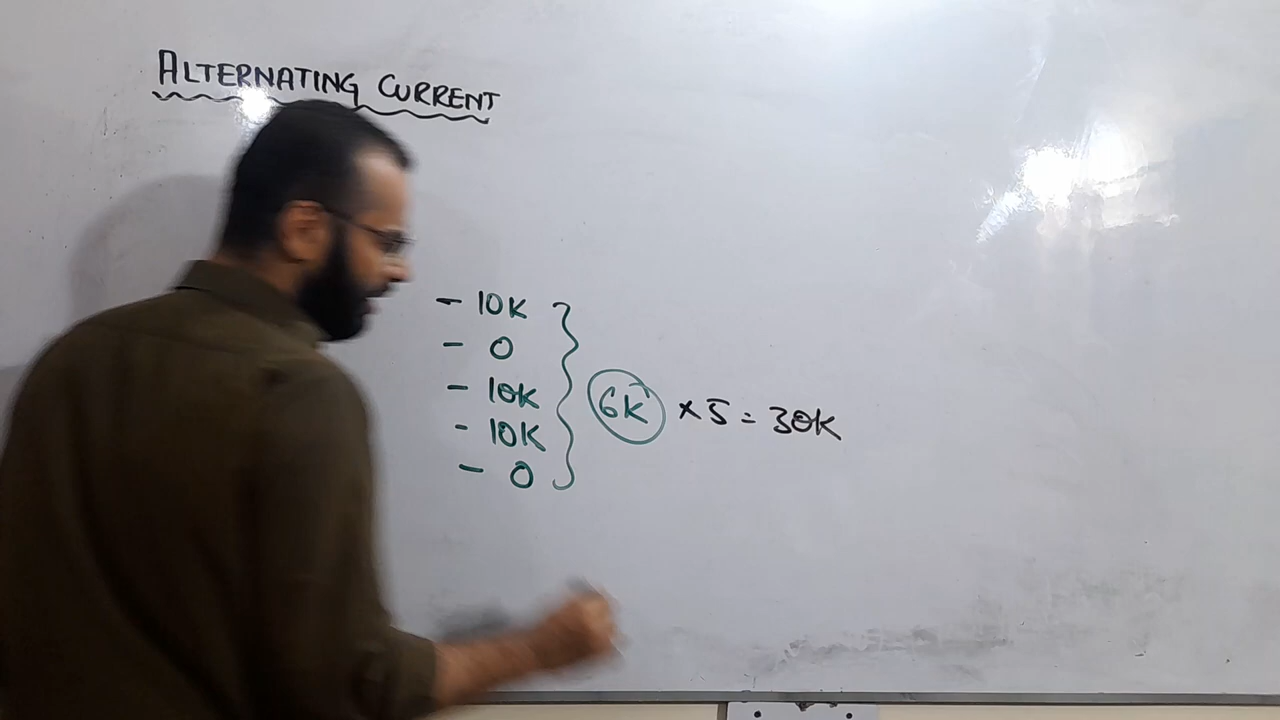 ALTERNATING CURRENT
- 10K
- 0
- 10K
- 10K
- 0
6K × 5 = 30K